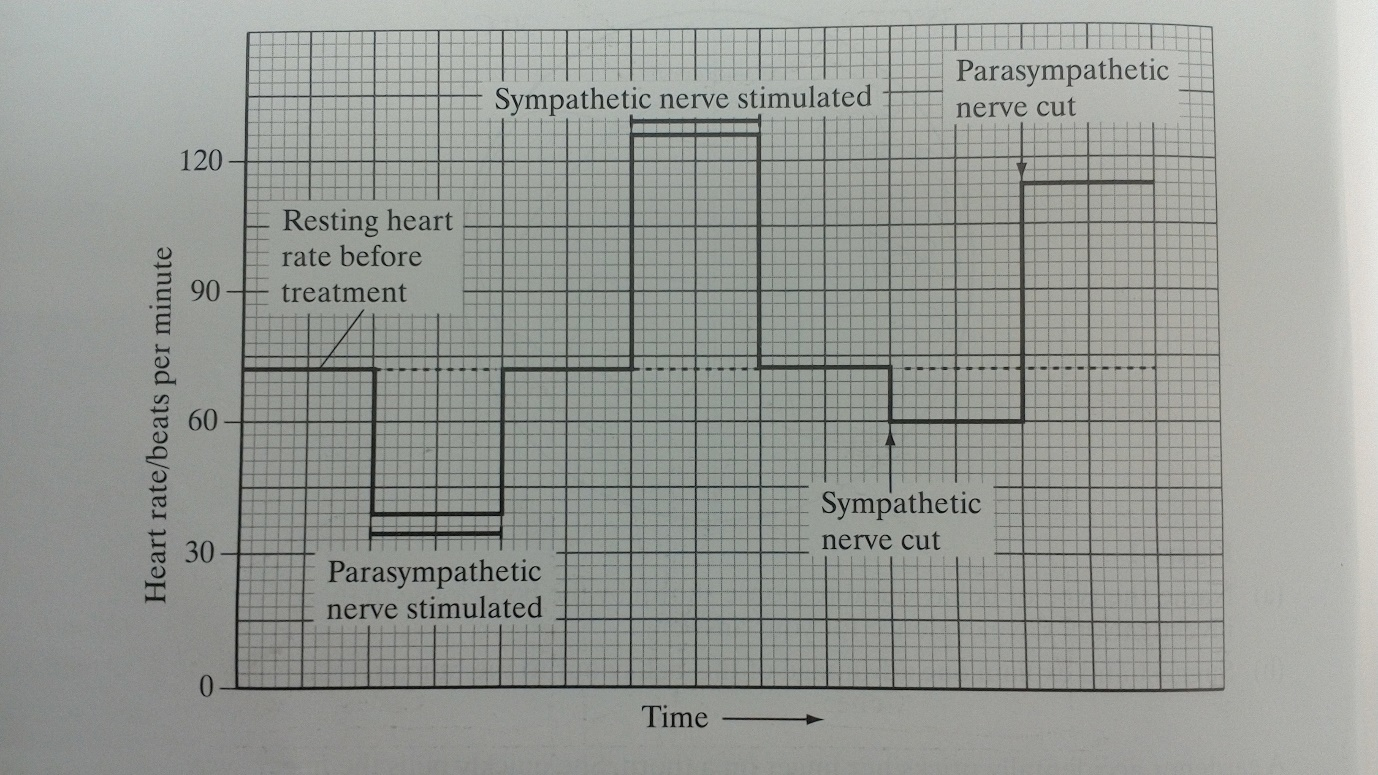 Sympathetic nerve stimulated
Parasympathetic
nerve cut
120
Resting heart
rate before
treatment
90
Heart rate/beats per minute
60
Sympathetic
nerve cut
30
Parasympathetic
nerve stimulated
0
Time